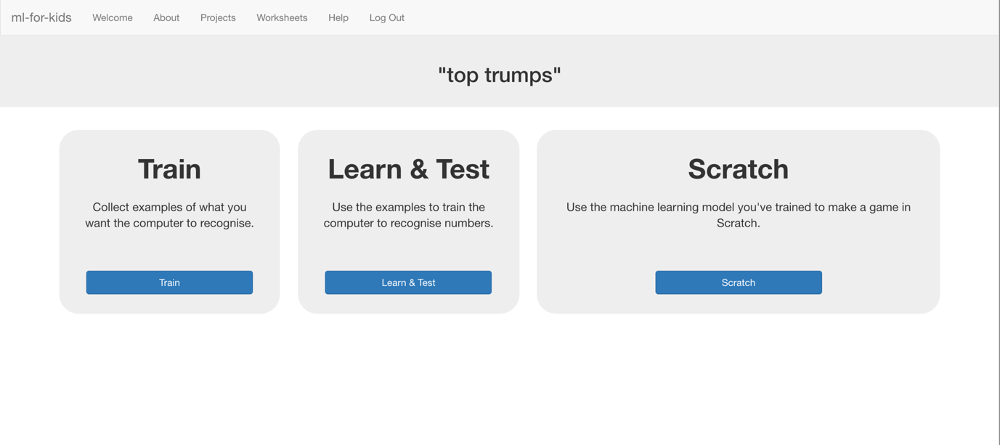 ml-for-kids Welcome About Projects Worksheets Help Log Out
"top trumps"
Train
Collect examples of what you
want the computer to recognise.
Train
Learn & Test
Use the examples to train the
computer to recognise numbers.
Learn & Test
Scratch
Use the machine learning model you've trained to make a game in
Scratch.
Scratch